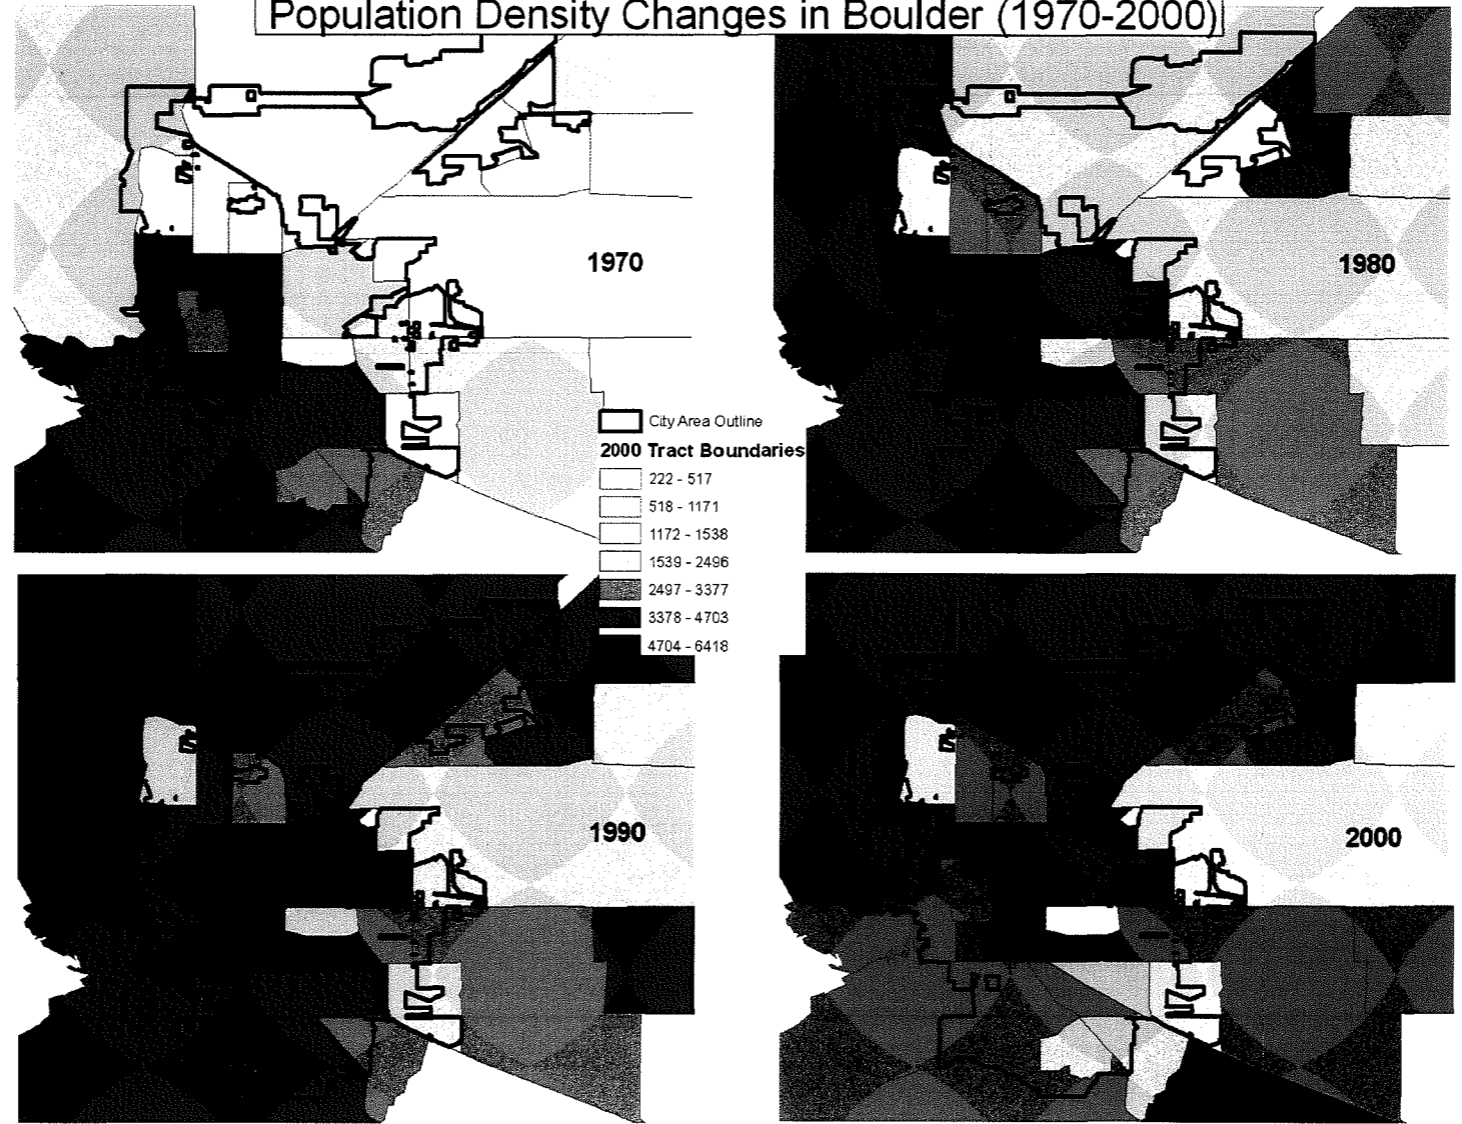 Population Density Changes in Boulder (1970-2000)
1970
1980
City Area Outline
2000 Tract Boundaries
222 - 517
518 - 1171
1172 - 1538
1539 - 2496
2497 - 3377
3378 - 4703
4704 - 6418
1990
2000